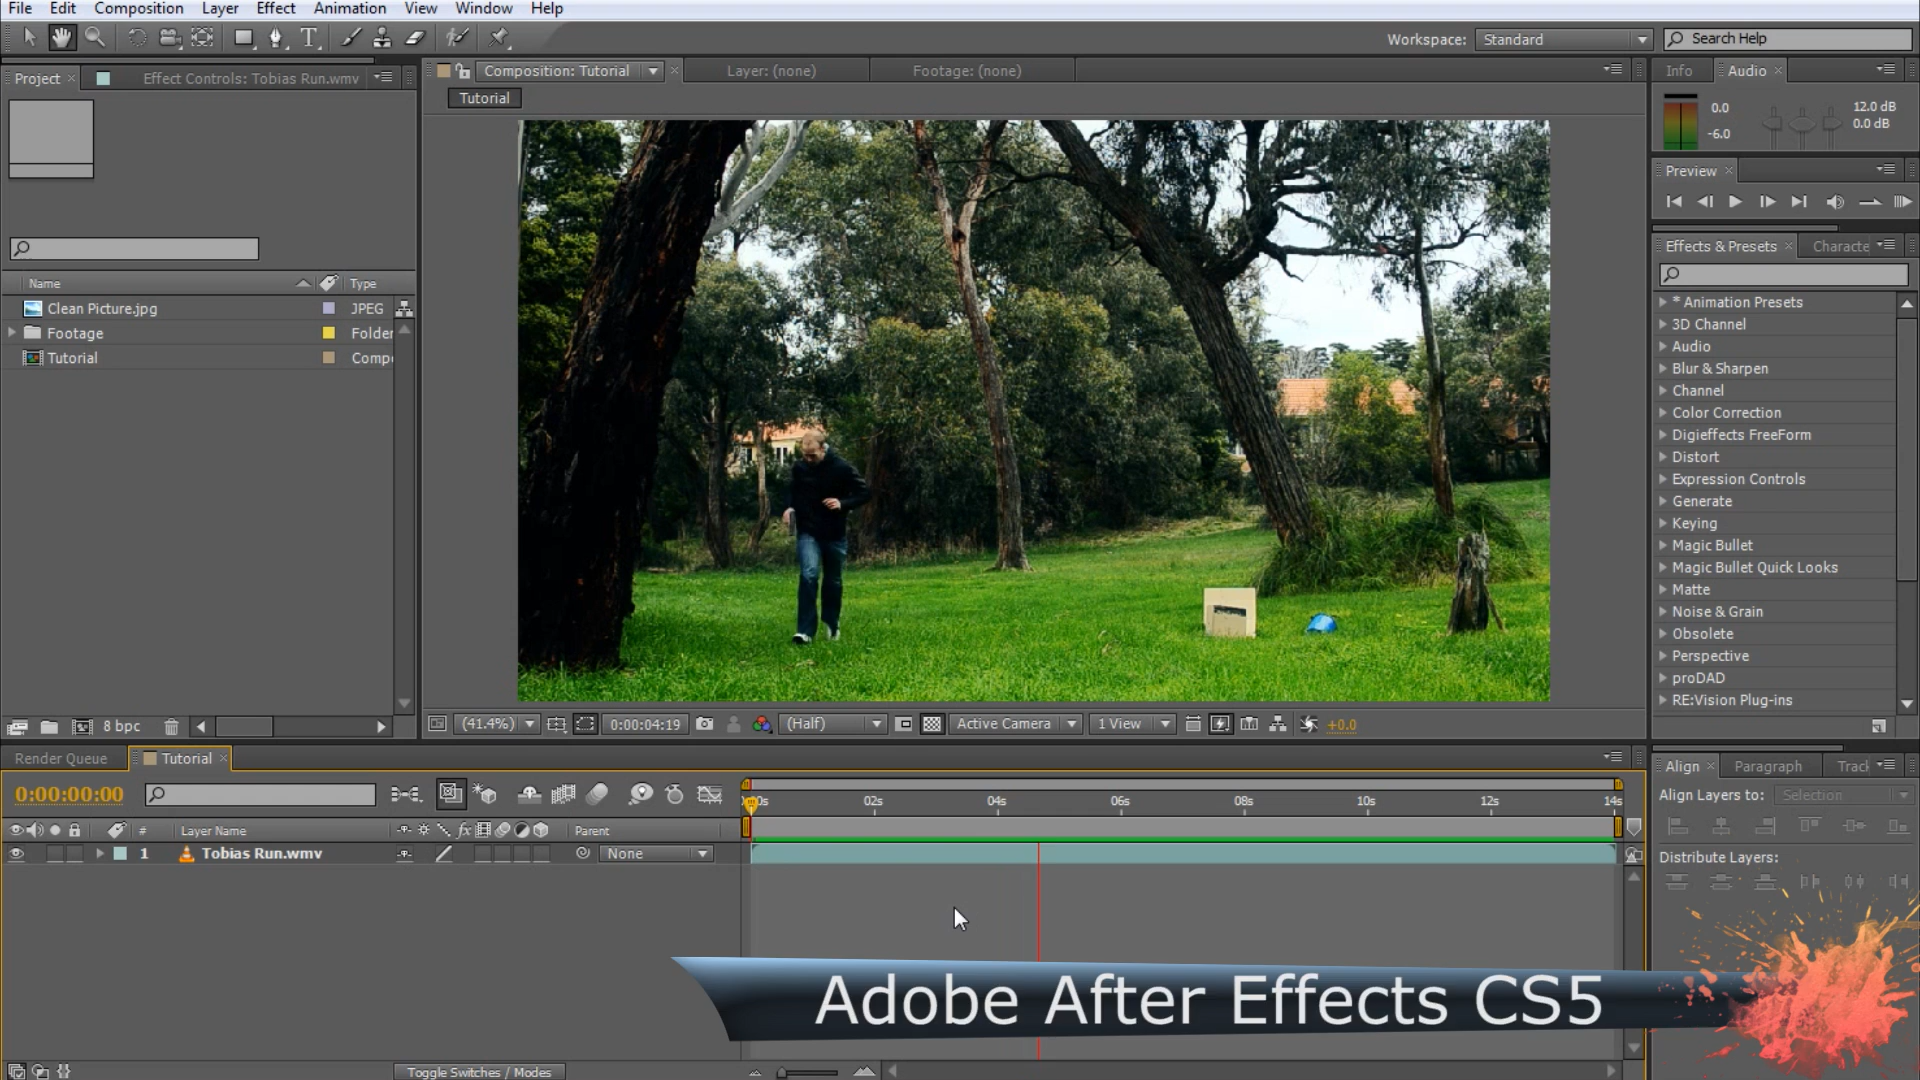 File Edit Composition Layer Effect Animation View Window Help
Workspace: Standard Search Help
Project Effect Controls: Tobias Run.wmv
Composition: Tutorial Layer: (none) Footage: (none)
Tutorial
Info Audio
0.0 12.0 dB
-6.0 0.0 dB
Preview
Effects & Presets Characte
* Animation Presets
3D Channel
Audio
Blur & Sharpen
Channel
Color Correction
Digieffects FreeForm
Distort
Expression Controls
Generate
Keying
Magic Bullet
Magic Bullet Quick Looks
Matte
Noise & Grain
Obsolete
Perspective
proDAD
RE:Vision Plug-ins
Name Type
Clean Picture.jpg JPEG
Footage Folder
Tutorial Compo
8 bpc
(41.4%) 0:00:04:19 (Half) Active Camera 1 View +0.0
Render Queue Tutorial
0:00:00:00
02s 04s 06s 08s 10s 12s 14s
# Layer Name fx Parent
1 Tobias Run.wmv None
Toggle Switches / Modes
Align Paragraph Track
Align Layers to: Selection
Distribute Layers:
Adobe After Effects CS5